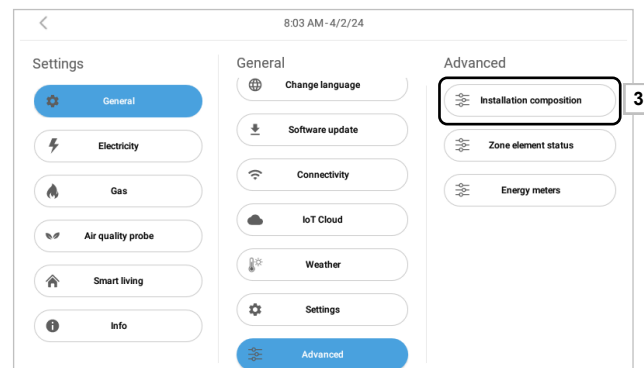 8:03 AM-4/2/24
Settings
General
Electricity
Gas
Air quality probe
Smart living
Info
General
Change language
Software update
Connectivity
IoT Cloud
Weather
Settings
Advanced
Advanced
Installation composition
3
Zone element status
Energy meters